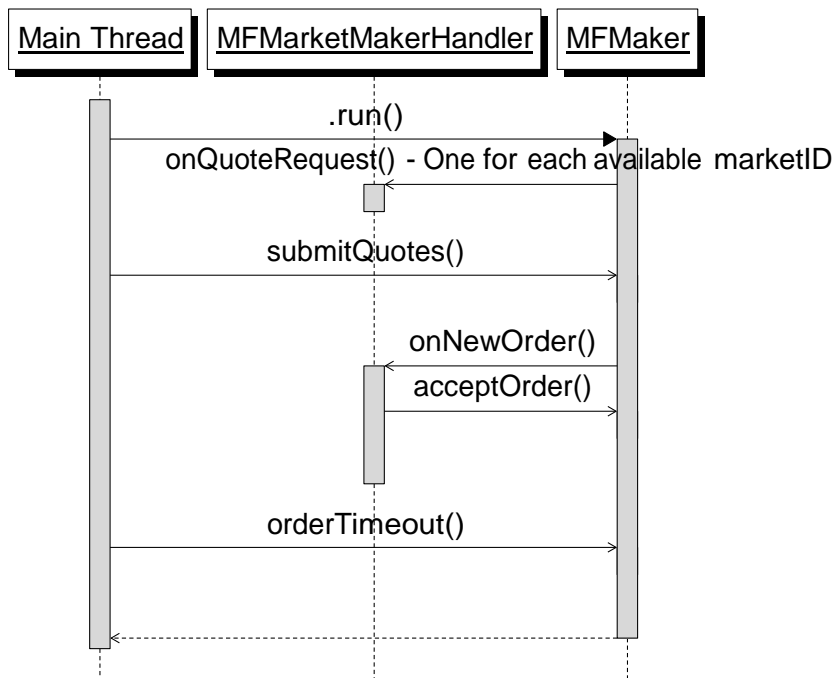 Main Thread
MFMarketMakerHandler
MFMaker
.run()
onQuoteRequest() - One for each available marketID
submitQuotes()
onNewOrder()
acceptOrder()
orderTimeout()